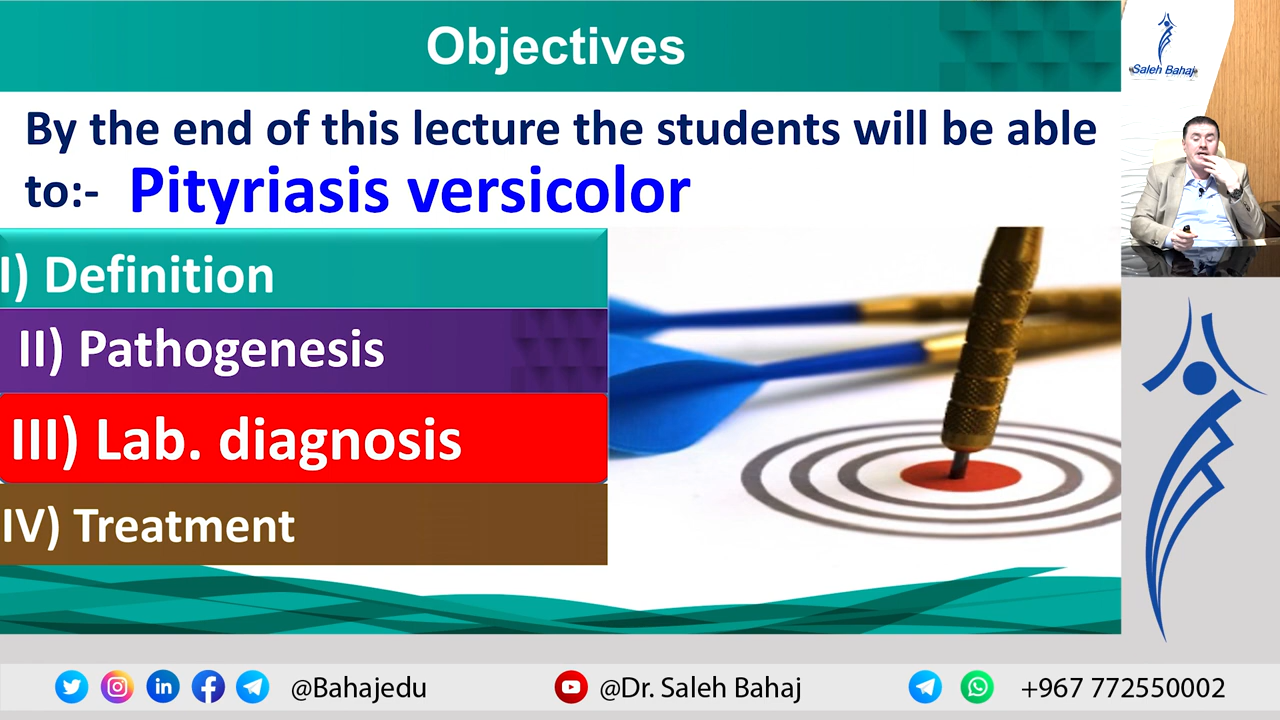 Objectives
By the end of this lecture the students will be able
to:- Pityriasis versicolor
I) Definition
II) Pathogenesis
III) Lab. diagnosis
IV) Treatment
Saleh Bahaj
@Bahajedu
@Dr. Saleh Bahaj
+967 772550002